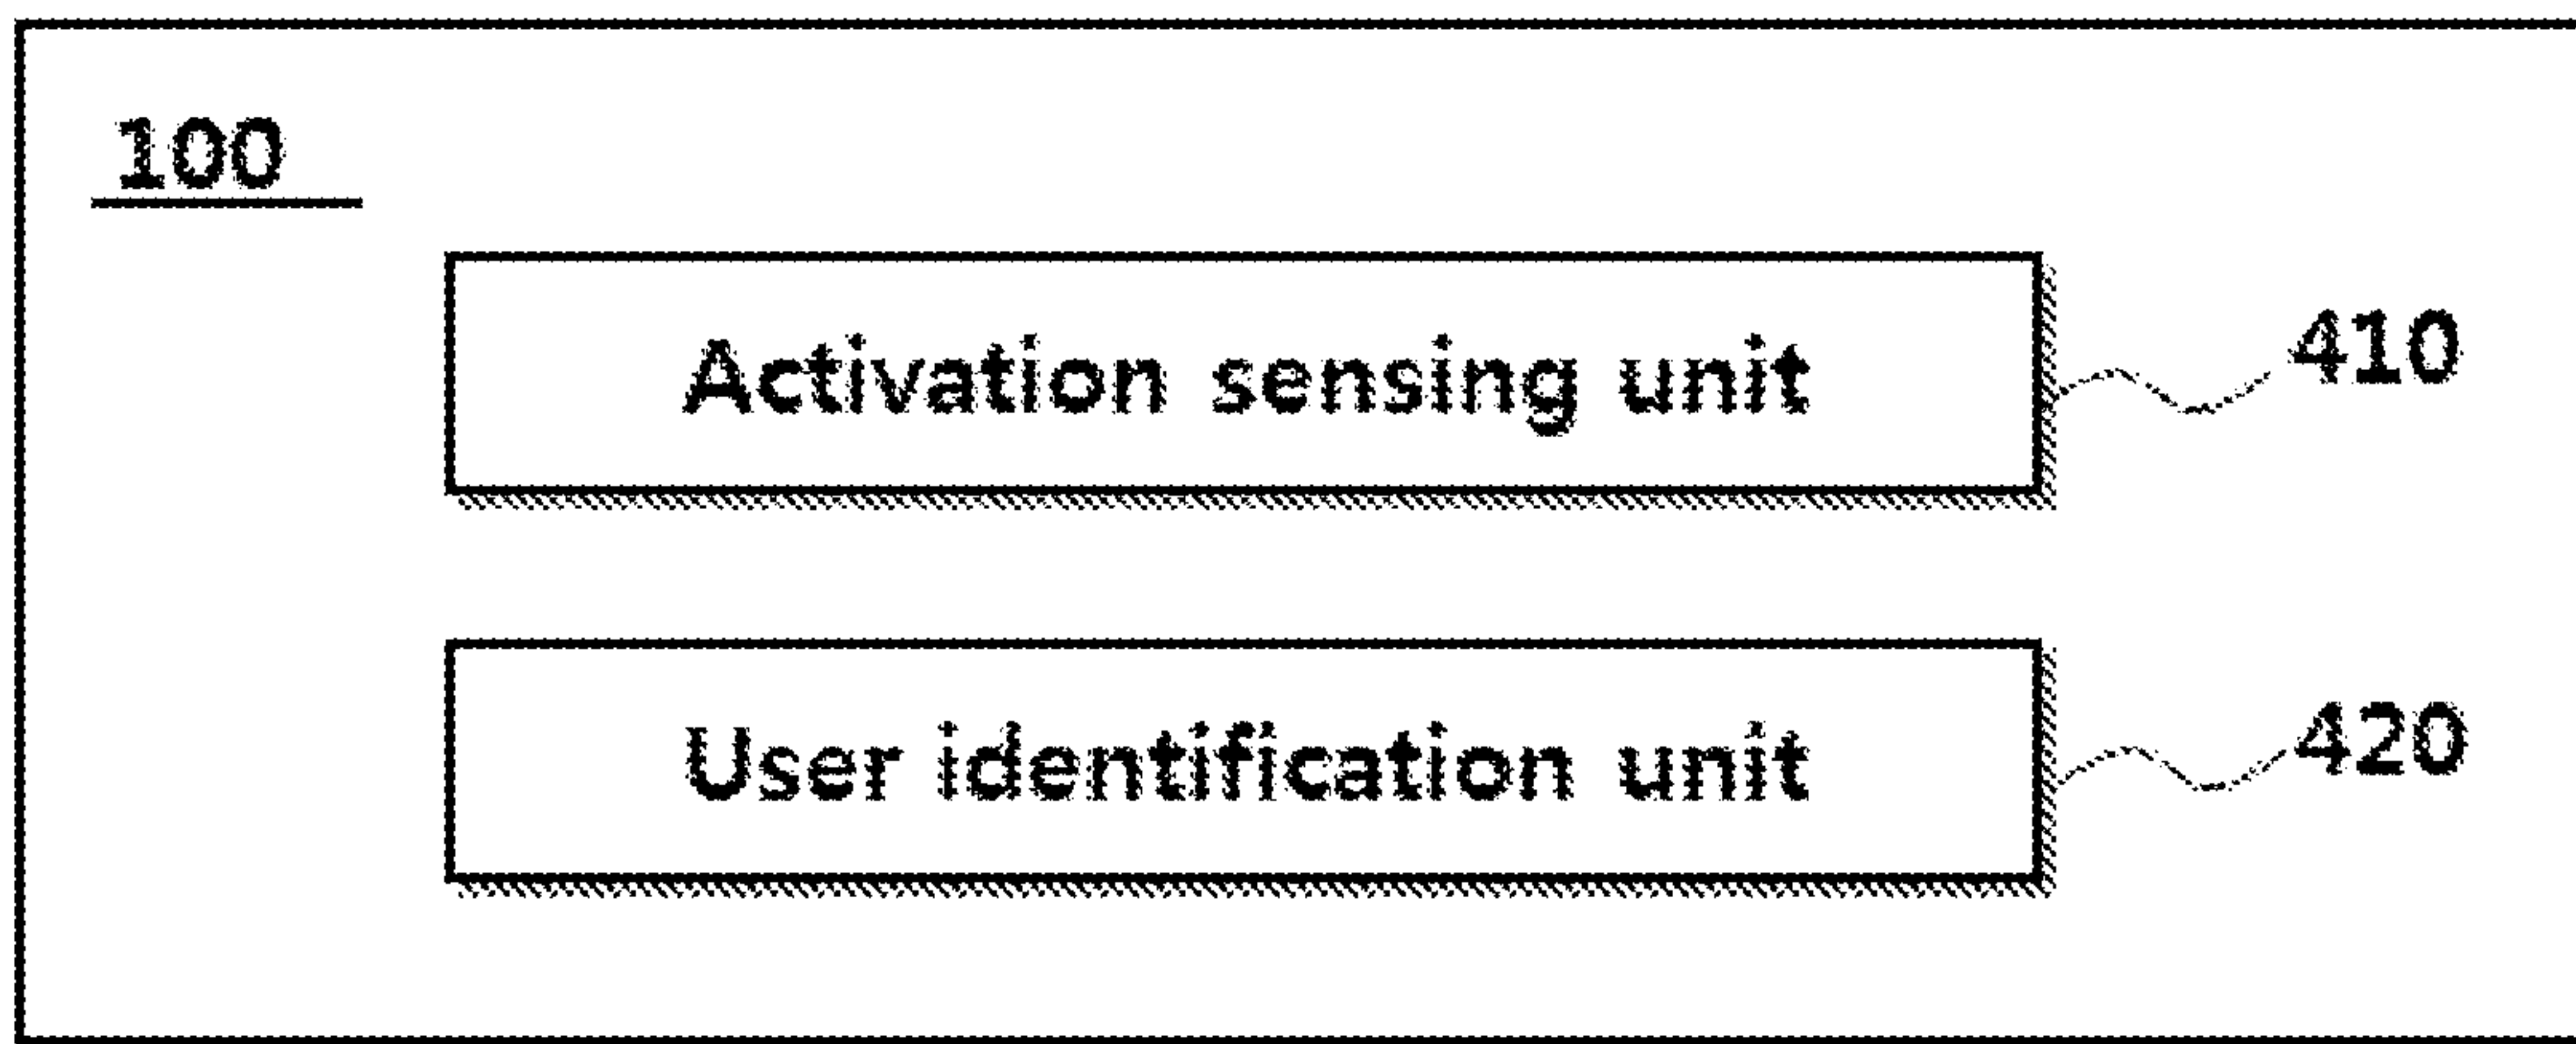 100
Activation sensing unit
410
User identification unit
420